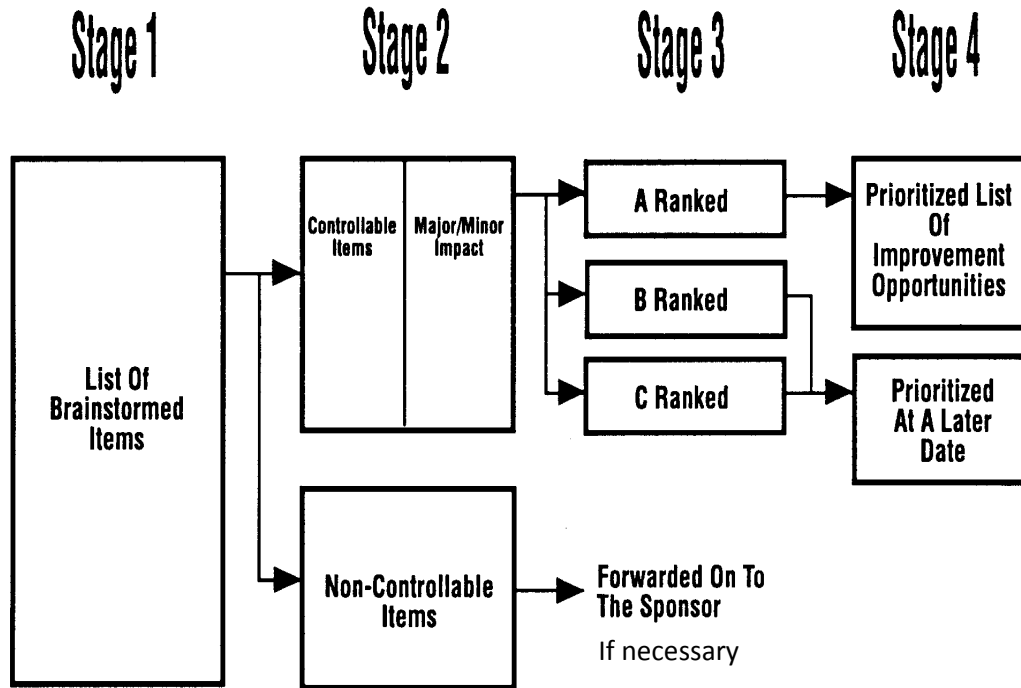 Stage 1
Stage 2
Stage 3
Stage 4
List Of
Brainstormed
Items
Controllable
Items
Major/Minor
Impact
Non-Controllable
Items
A Ranked
B Ranked
C Ranked
Forwarded On To
The Sponsor
If necessary
Prioritized List
Of
Improvement
Opportunities
Prioritized
At A Later
Date